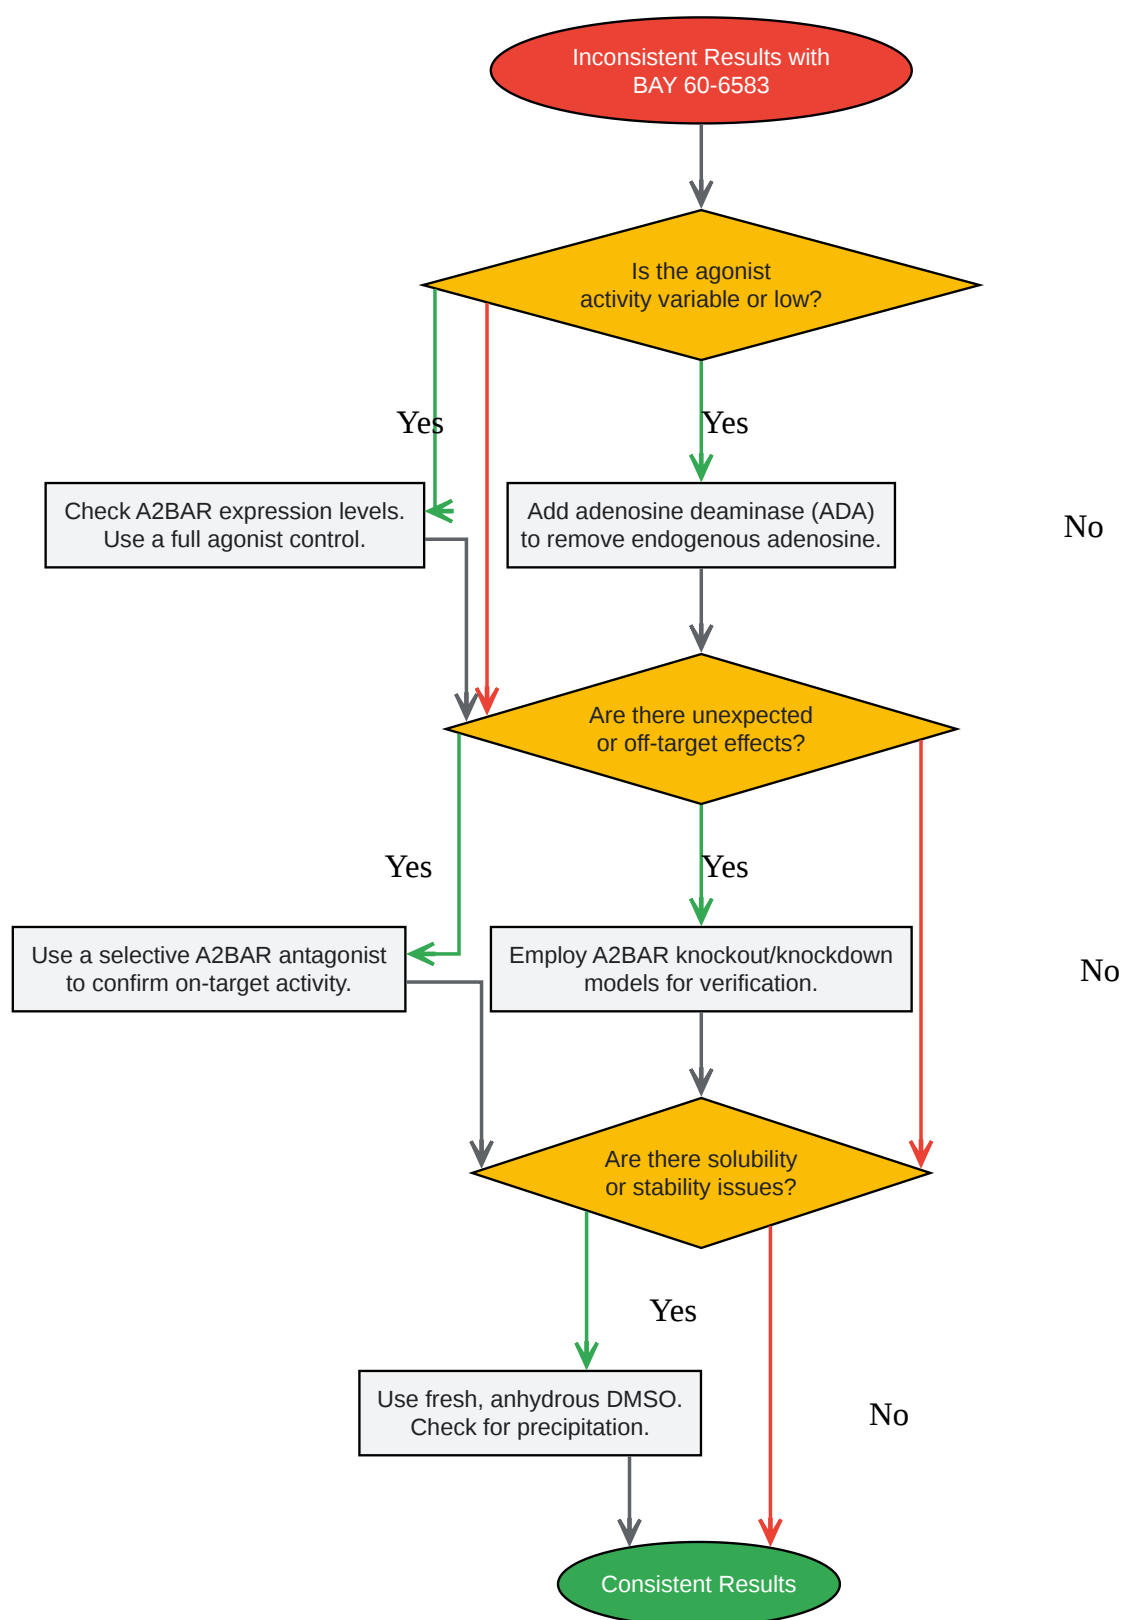 Inconsistent Results with
BAY 60-6583
Is the agonist
activity variable or low?
Yes
Yes
Check A2BAR expression levels.
Use a full agonist control.
Add adenosine deaminase (ADA)
to remove endogenous adenosine.
No
Are there unexpected
or off-target effects?
Yes
Yes
Use a selective A2BAR antagonist
to confirm on-target activity.
Employ A2BAR knockout/knockdown
models for verification.
No
Are there solubility
or stability issues?
Yes
Use fresh, anhydrous DMSO.
Check for precipitation.
No
Consistent Results